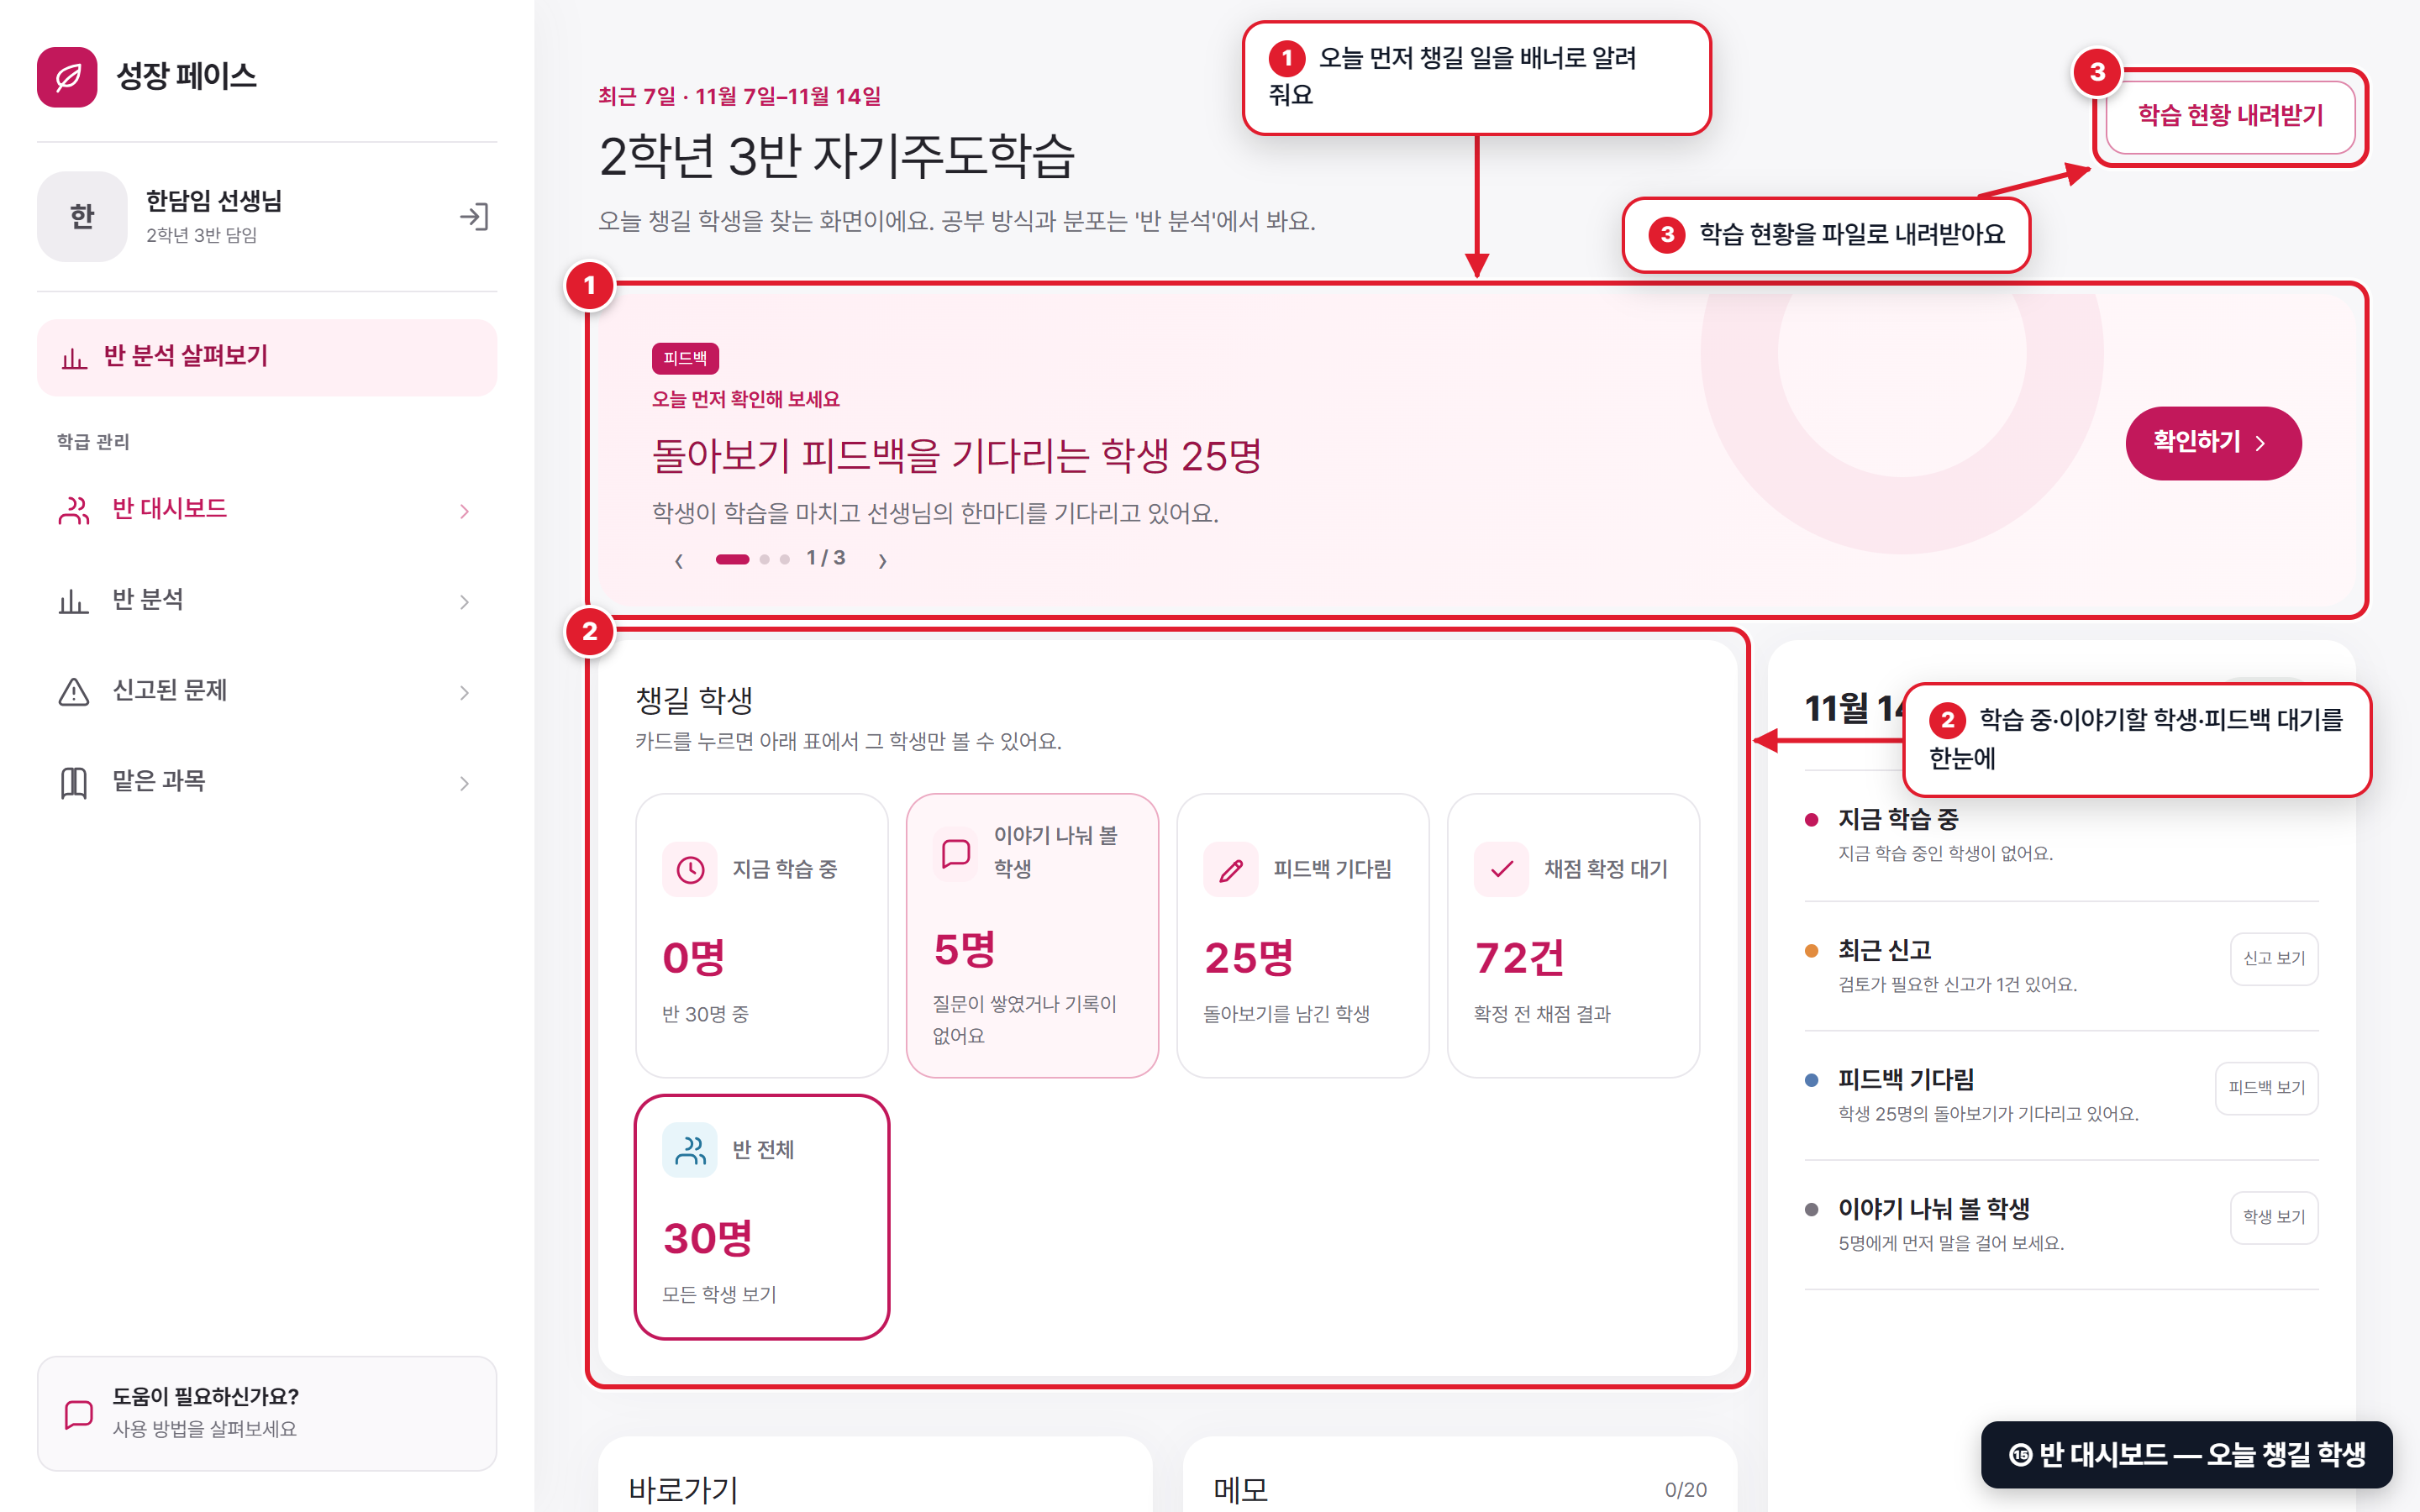 성장 페이스
한
한담임 선생님
2학년 3반 담임
반 분석 살펴보기
학급 관리
반 대시보드
반 분석
신고된 문제
맡은 과목
도움이 필요하신가요?
사용 방법을 살펴보세요
최근 7일 · 11월 7일–11월 14일
2학년 3반 자기주도학습
오늘 챙길 학생을 찾는 화면이에요. 공부 방식과 분포는 '반 분석'에서 봐요.
1 오늘 먼저 챙길 일을 배너로 알려
줘요
3
학습 현황 내려받기
3 학습 현황을 파일로 내려받아요
1
피드백
오늘 먼저 확인해 보세요
돌아보기 피드백을 기다리는 학생 25명
학생이 학습을 마치고 선생님의 한마디를 기다리고 있어요.
‹ 1 / 3 ›
확인하기
2
챙길 학생
카드를 누르면 아래 표에서 그 학생만 볼 수 있어요.
지금 학습 중
0명
반 30명 중
이야기 나눠 볼
학생
5명
질문이 쌓였거나 기록이
없어요
피드백 기다림
25명
돌아보기를 남긴 학생
채점 확정 대기
72건
확정 전 채점 결과
반 전체
30명
모든 학생 보기
11월 14
2 학습 중·이야기할 학생·피드백 대기를
한눈에
지금 학습 중
지금 학습 중인 학생이 없어요.
최근 신고
검토가 필요한 신고가 1건 있어요.
신고 보기
피드백 기다림
학생 25명의 돌아보기가 기다리고 있어요.
피드백 보기
이야기 나눠 볼 학생
5명에게 먼저 말을 걸어 보세요.
학생 보기
바로가기
메모
0/20
⓯ 반 대시보드 — 오늘 챙길 학생